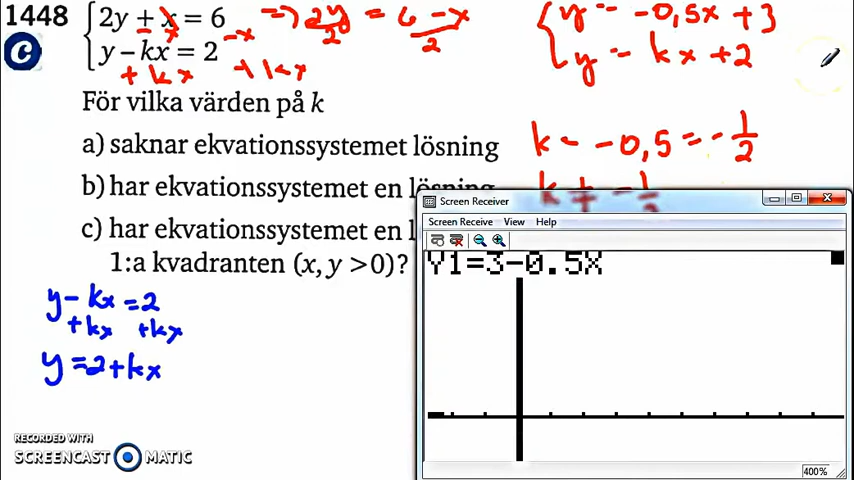 1448
2y + x = 6
-x -x
=> 2y/2 = 6 - x/2
y - kx = 2
+ kx + kx
y = -0,5x + 3
y = kx + 2
C
För vilka värden på k
a) saknar ekvationssystemet lösning
k = -0,5 = -1/2
b) har ekvationssystemet en lösning
k ≠ -1/2
c) har ekvationssystemet en l
1:a kvadranten (x, y > 0)?
y - kx = 2
+kx +kx
y = 2 + kx
Screen Receiver
Screen Receive View Help
Y1=3-0.5X
400%
RECORDED WITH
SCREENCAST MATIC